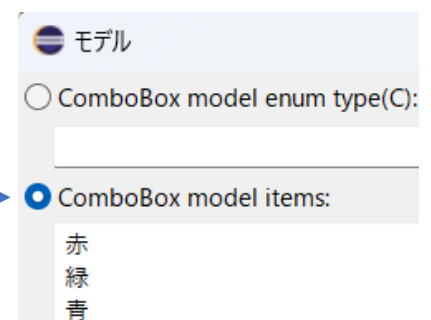 モデル
ComboBox model enum type(C):
ComboBox model items:
赤
緑
青